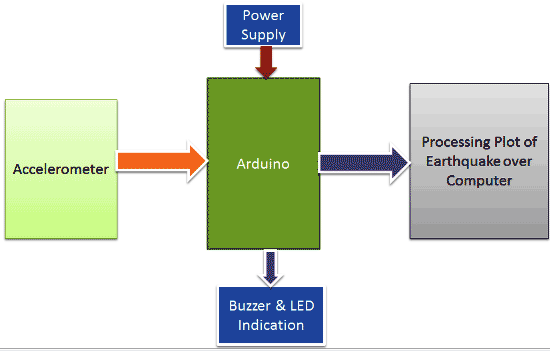 Power
Supply
Accelerometer
Arduino
Processing Plot of
Earthquake over
Computer
Buzzer & LED
Indication